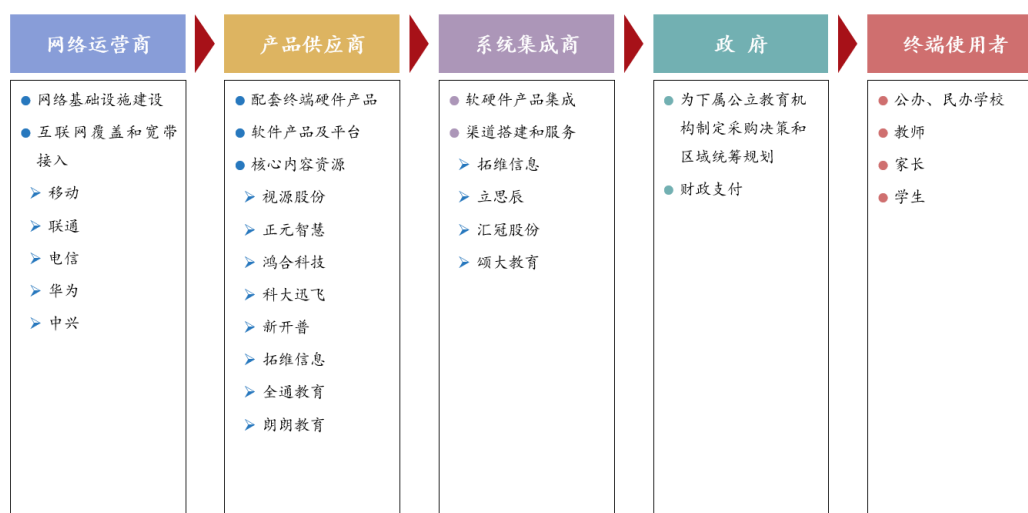 网络运营商
网络基础设施建设
互联网覆盖和宽带
接入
移动
联通
电信
华为
中兴
产品供应商
配套终端硬件产品
软件产品及平台
核心内容资源
视源股份
正元智慧
鸿合科技
科大迅飞
新开普
拓维信息
全通教育
朗朗教育
系统集成商
软硬件产品集成
渠道搭建和服务
拓维信息
立思辰
汇冠股份
颂大教育
政 府
为下属公立教育机
构制定采购决策和
区域统筹规划
财政支付
终端使用者
公办、民办学校
教师
家长
学生